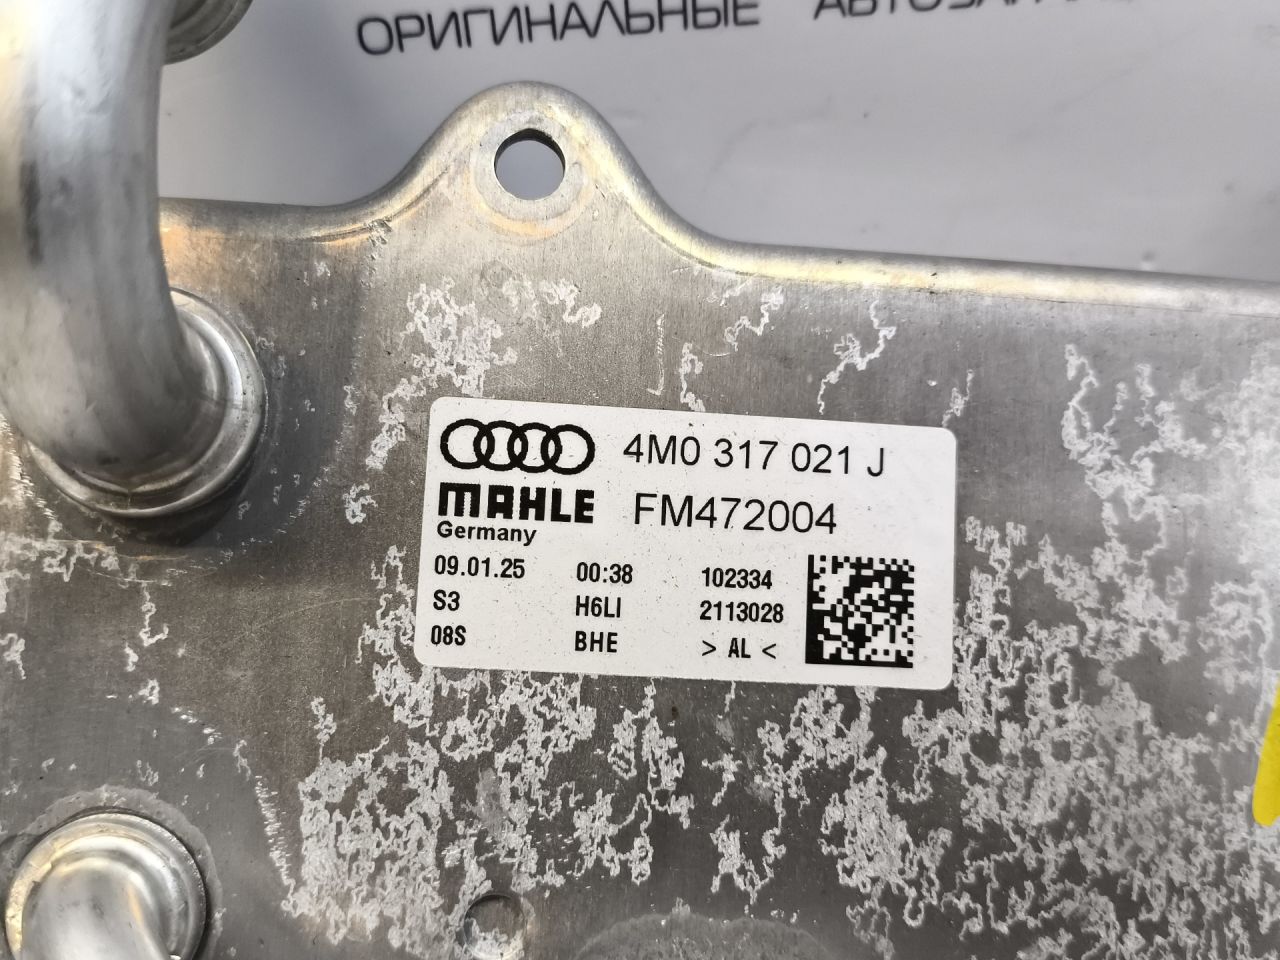 ОРИГИНАЛЬНЫЕ
4M0 317 021 J
MAHLE FM472004
Germany
09.01.25 00:38 102334
S3 H6LI 2113028
08S BHE > AL <